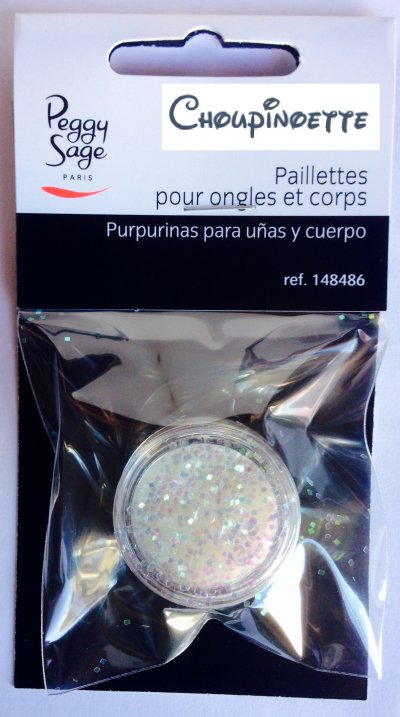 Peggy
Sage
PARIS
CHOUPINOETTE
Paillettes
pour ongles et corps
Purpurinas para uñas y cuerpo
ref. 148486